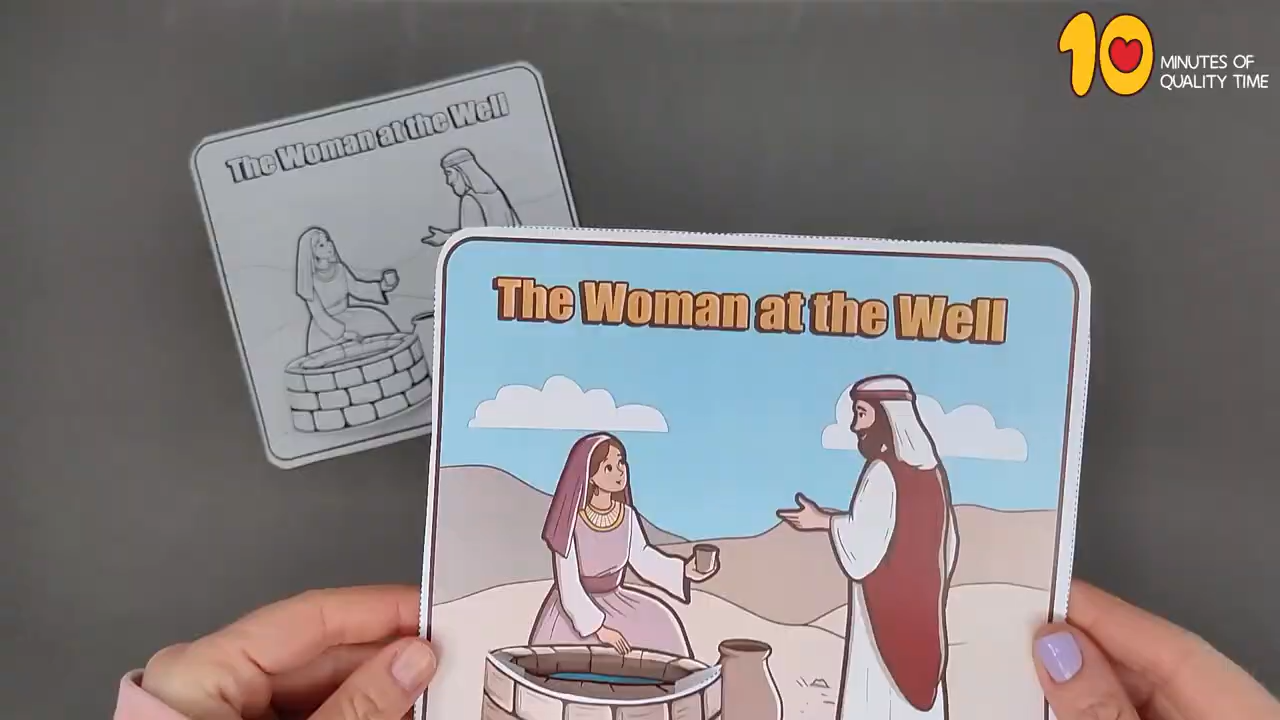 10
MINUTES OF
QUALITY TIME
The Woman at the Well
The Woman at the Well